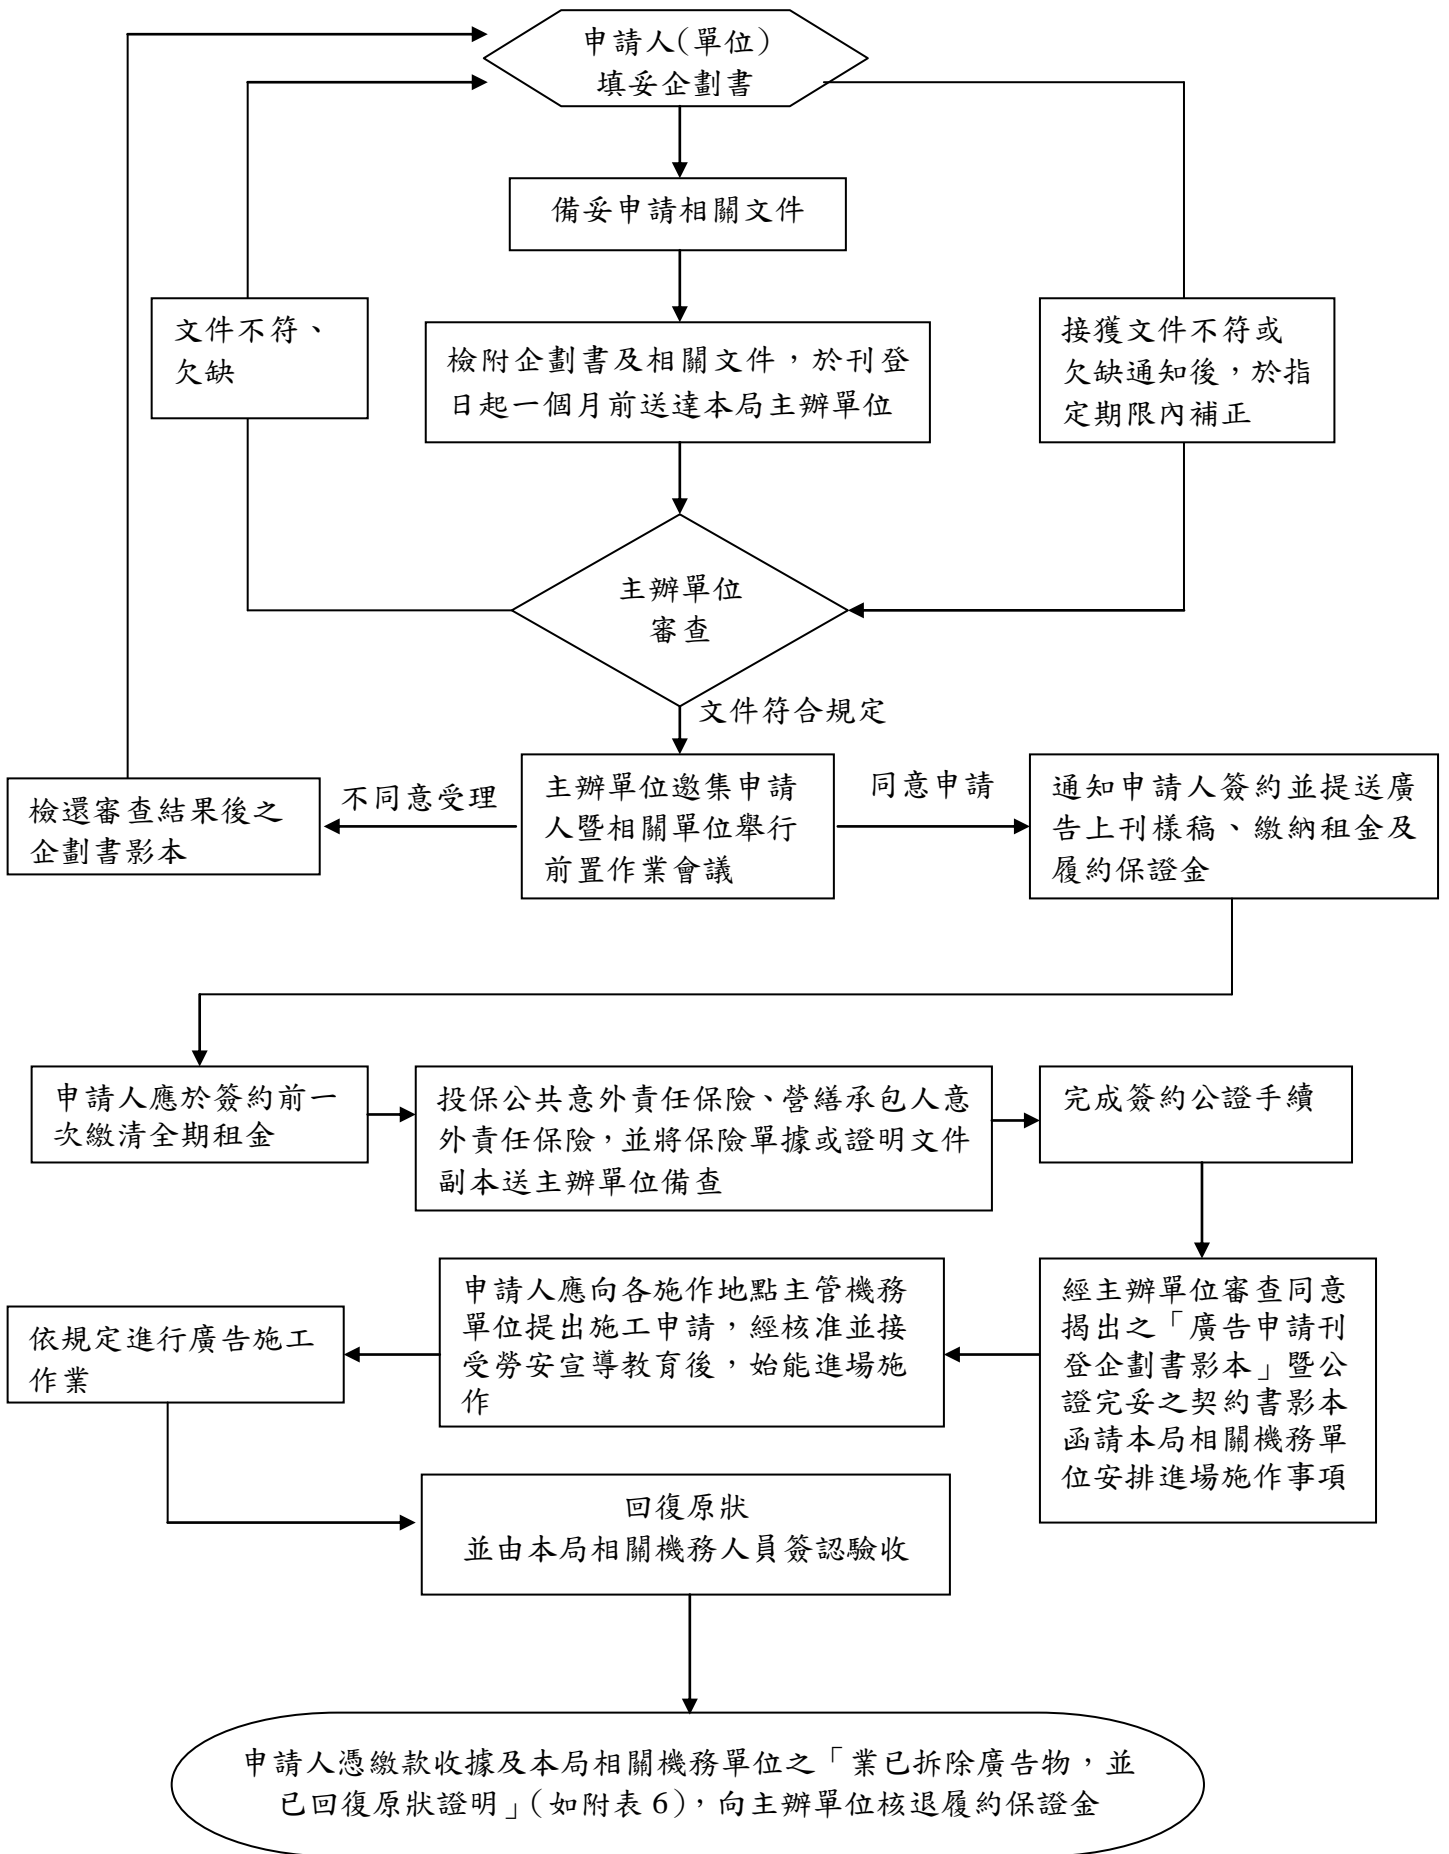 申請人(單位)
填妥企劃書
備妥申請相關文件
文件不符、
欠缺
檢附企劃書及相關文件，於刊登
日起一個月前送達本局主辦單位
接獲文件不符或
欠缺通知後，於指
定期限內補正
主辦單位
審查
文件符合規定
檢還審查結果後之
企劃書影本
不同意受理
主辦單位邀集申請
人暨相關單位舉行
前置作業會議
同意申請
通知申請人簽約並提送廣
告上刊樣稿、繳納租金及
履約保證金
申請人應於簽約前一
次繳清全期租金
投保公共意外責任保險、營繕承包人意
外責任保險，並將保險單據或證明文件
副本送主辦單位備查
完成簽約公證手續
經主辦單位審查同意
揭出之「廣告申請刊
登企劃書影本」暨公
證完妥之契約書影本
函請本局相關機務單
位安排進場施作事項
申請人應向各施作地點主管機務
單位提出施工申請，經核准並接
受勞安宣導教育後，始能進場施
作
依規定進行廣告施工
作業
回復原狀
並由本局相關機務人員簽認驗收
申請人憑繳款收據及本局相關機務單位之「業已拆除廣告物，並
已回復原狀證明」(如附表 6)，向主辦單位核退履約保證金